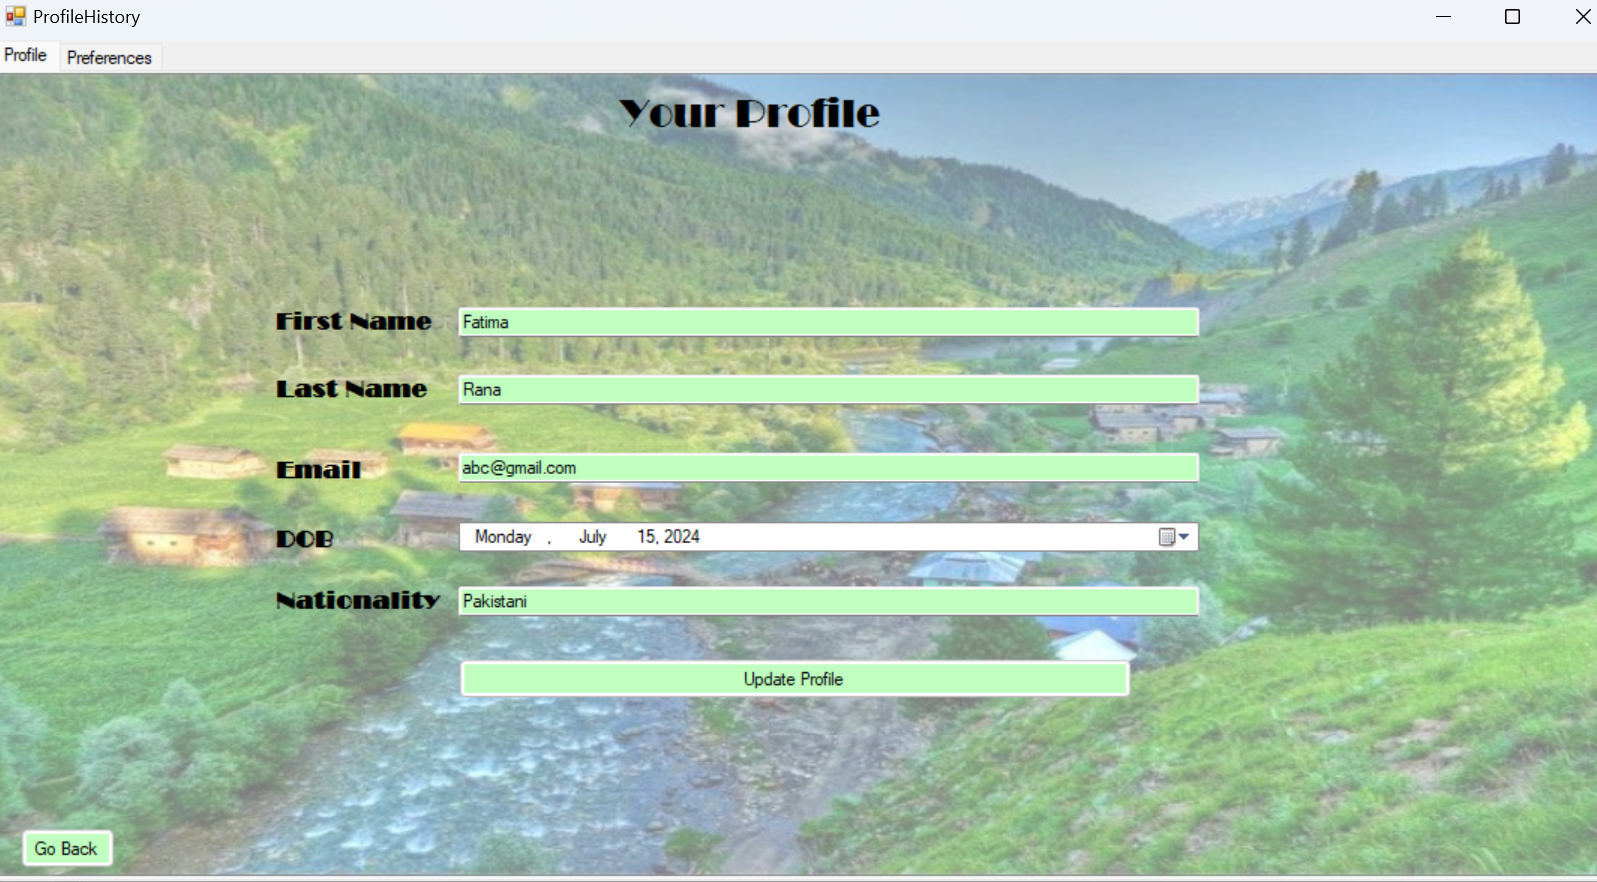 ProfileHistory
Profile Preferences
Your Profile
First Name Fatima
Last Name Rana
Email abc@gmail.com
DOB Monday , July 15, 2024
Nationality Pakistani
Update Profile
Go Back